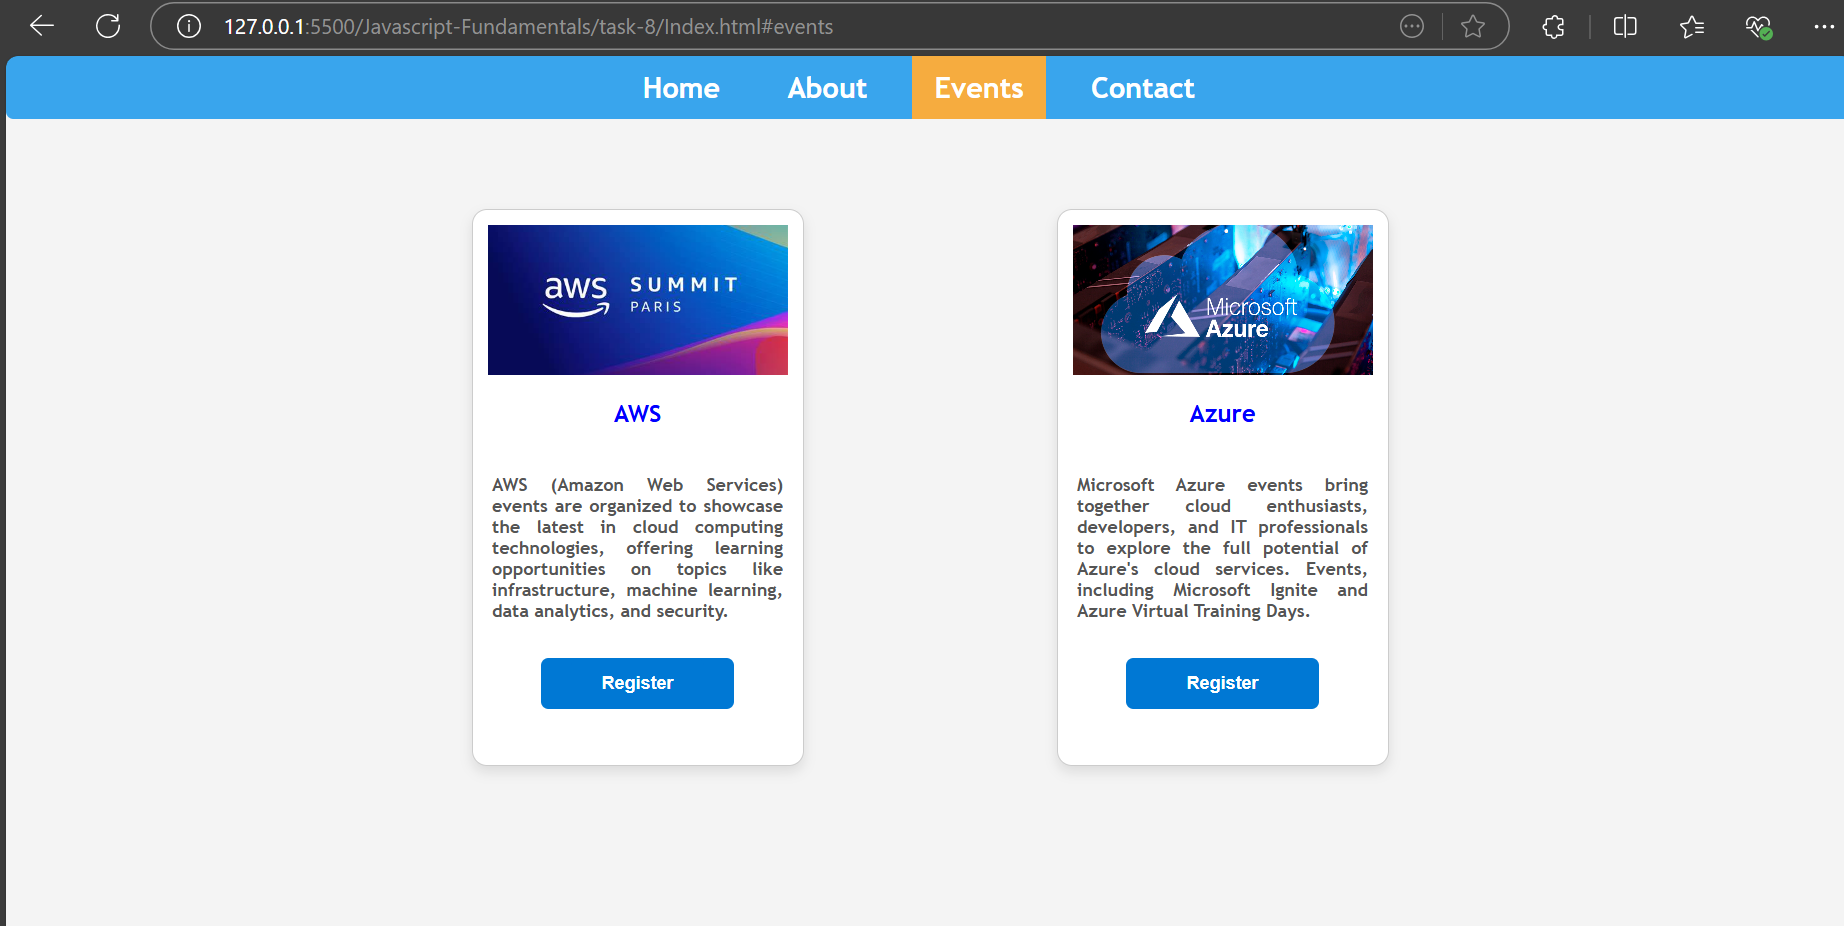 127.0.0.1:5500/Javascript-Fundamentals/task-8/Index.html#events
Home About Events Contact
aws SUMMIT
PARIS
AWS
AWS (Amazon Web Services)
events are organized to showcase
the latest in cloud computing
technologies, offering learning
opportunities on topics like
infrastructure, machine learning,
data analytics, and security.
Register
Microsoft
Azure
Azure
Microsoft Azure events bring
together cloud enthusiasts,
developers, and IT professionals
to explore the full potential of
Azure's cloud services. Events,
including Microsoft Ignite and
Azure Virtual Training Days.
Register